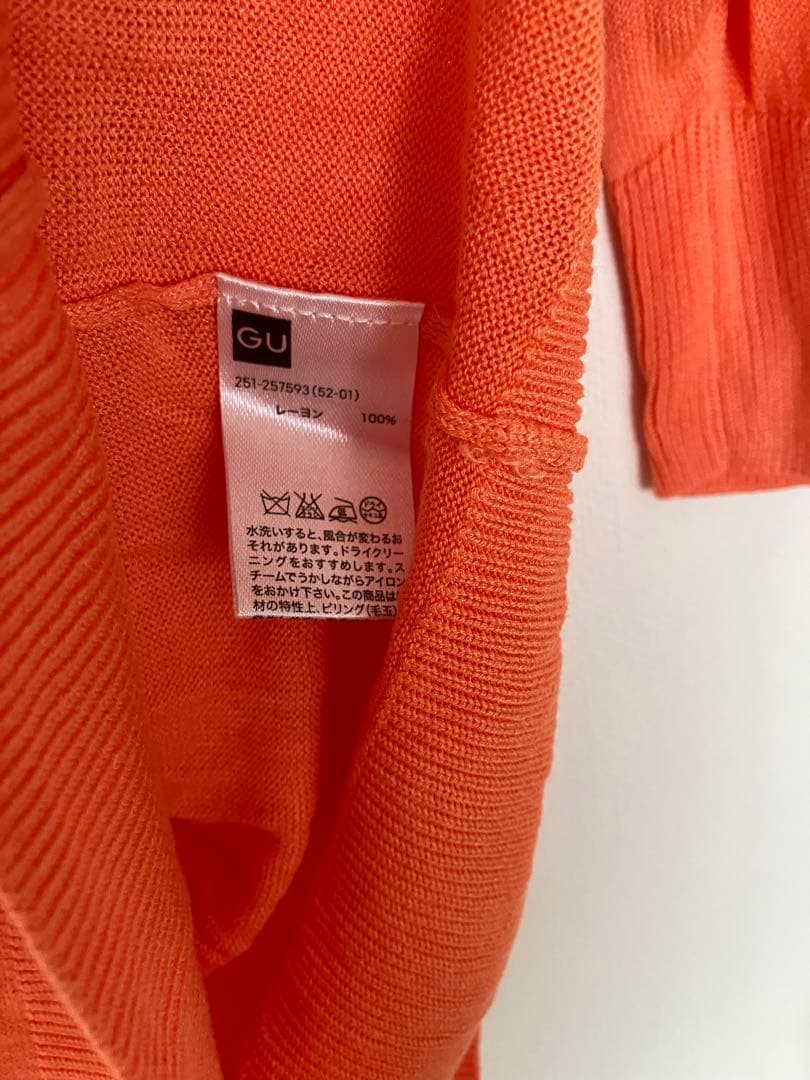 GU
251-257593(52-01)
レーヨン 100%
水洗いすると、風合が変わるお
それがあります。ドライクリー
ニングをおすすめします。ス
チームでうかしながらアイロン
をおかけ下さい。この商品は
材の特性上、ピリング(毛玉)